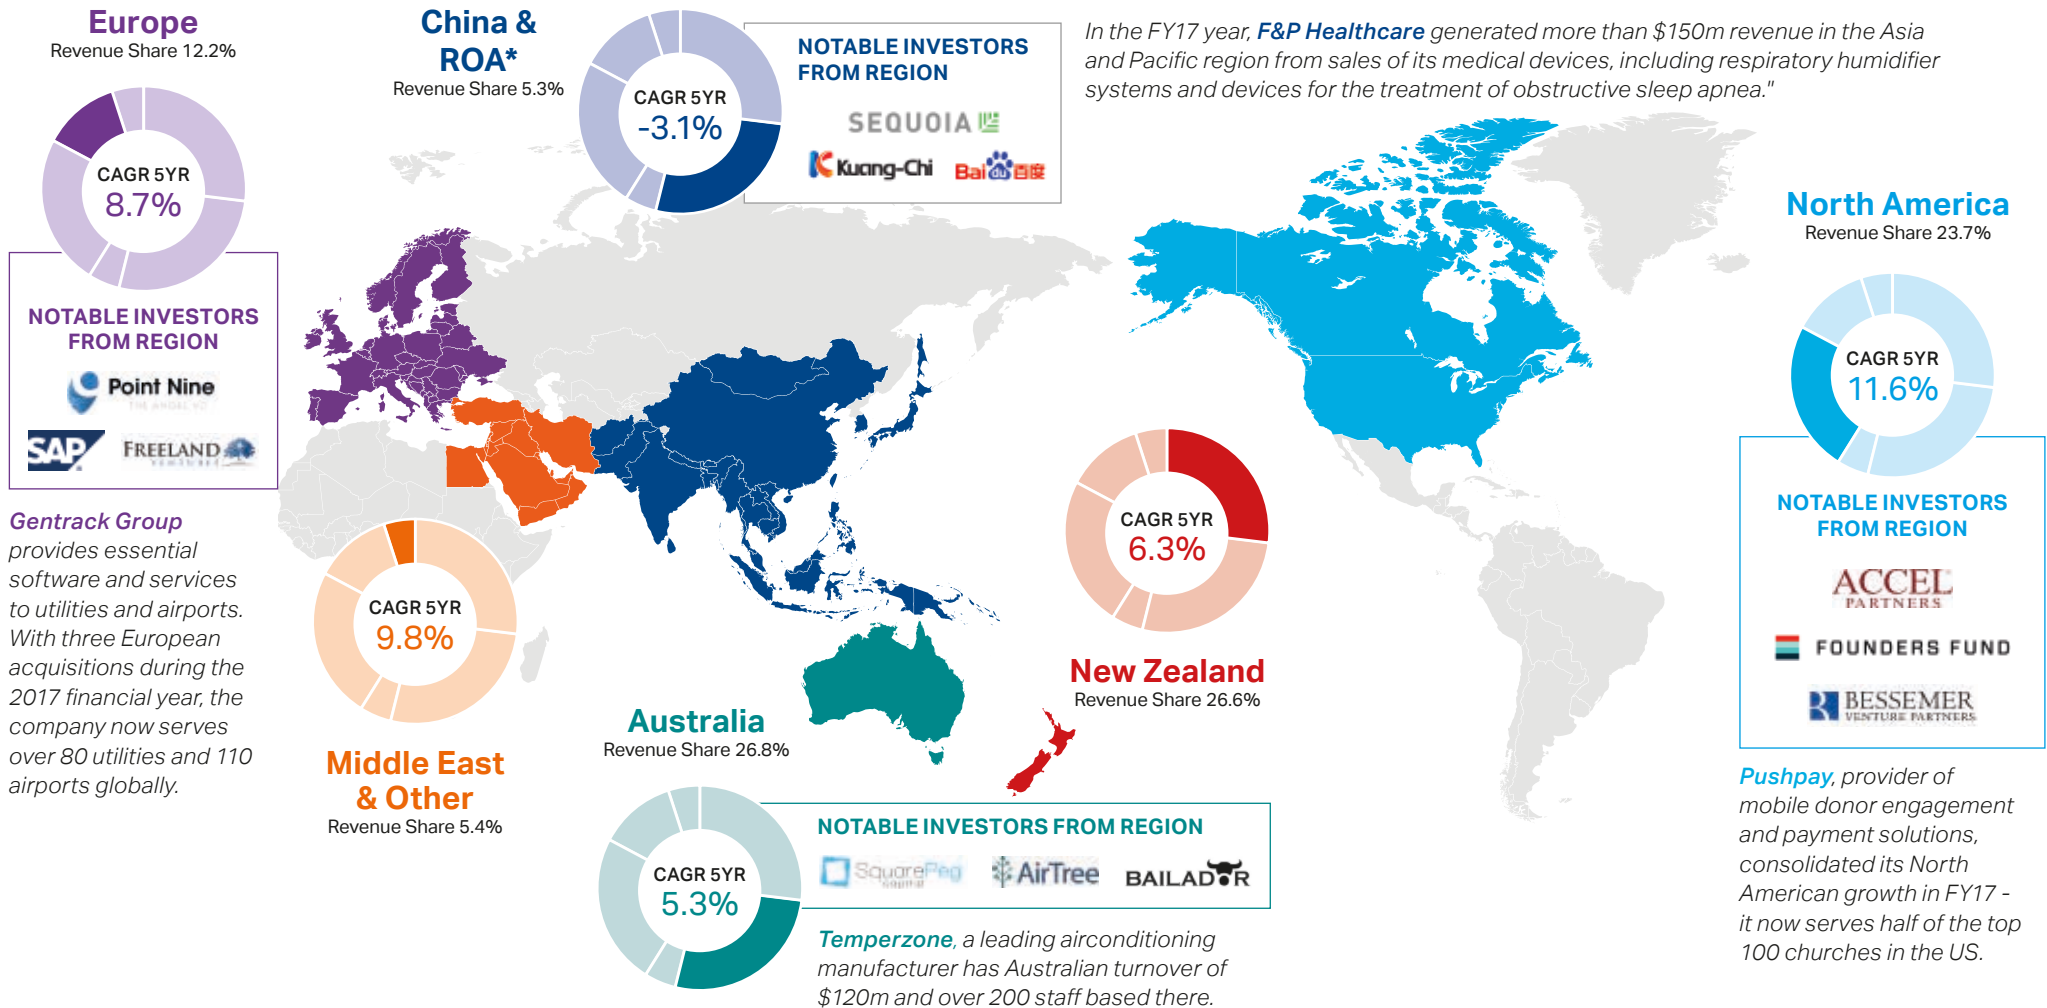 Europe
Revenue Share 12.2%
CAGR 5YR
8.7%
NOTABLE INVESTORS
FROM REGION
Point Nine
SAP
FREELAND
Gentrack Group
provides essential
software and services
to utilities and airports.
With three European
acquisitions during the
2017 financial year, the
company now serves
over 80 utilities and 110
airports globally.
China &
ROA*
Revenue Share 5.3%
CAGR 5YR
-3.1%
NOTABLE INVESTORS
FROM REGION
SEQUOIA
Kuang-Chi
Bai du 百度
In the FY17 year, F&P Healthcare generated more than $150m revenue in the Asia
and Pacific region from sales of its medical devices, including respiratory humidifier
systems and devices for the treatment of obstructive sleep apnea."
North America
Revenue Share 23.7%
CAGR 5YR
11.6%
NOTABLE INVESTORS
FROM REGION
ACCEL
PARTNERS
FOUNDERS FUND
BESSEMER
VENTURE PARTNERS
Pushpay, provider of
mobile donor engagement
and payment solutions,
consolidated its North
American growth in FY17 -
it now serves half of the top
100 churches in the US.
CAGR 5YR
9.8%
Middle East
& Other
Revenue Share 5.4%
CAGR 5YR
6.3%
New Zealand
Revenue Share 26.6%
Australia
Revenue Share 26.8%
CAGR 5YR
5.3%
NOTABLE INVESTORS FROM REGION
SquarePeg
capital
AirTree
BAILADOR
Temperzone, a leading airconditioning
manufacturer has Australian turnover of
$120m and over 200 staff based there.